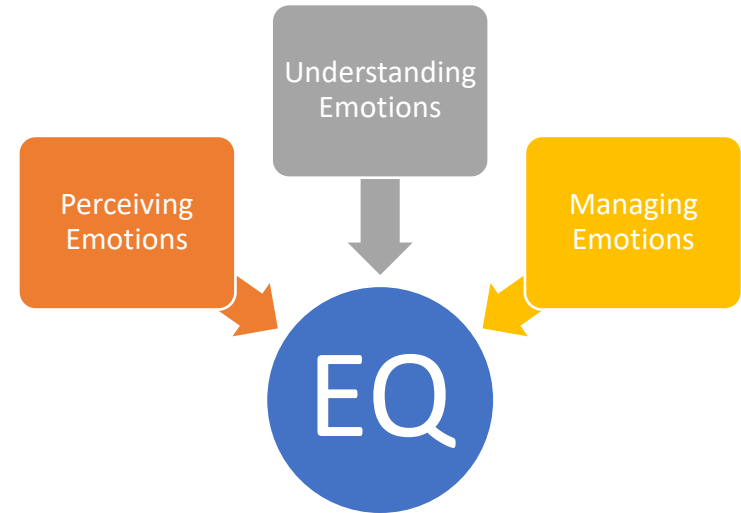 Understanding
Emotions
Perceiving
Emotions
Managing
Emotions
EQ